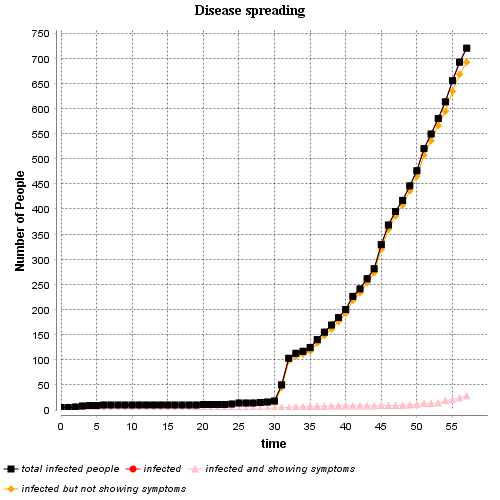 Disease spreading
750
700
650
600
550
500
450
400
350
300
250
200
150
100
50
0
Number of People
0 5 10 15 20 25 30 35 40 45 50 55
time
total infected people infected infected and showing symptoms
infected but not showing symptoms